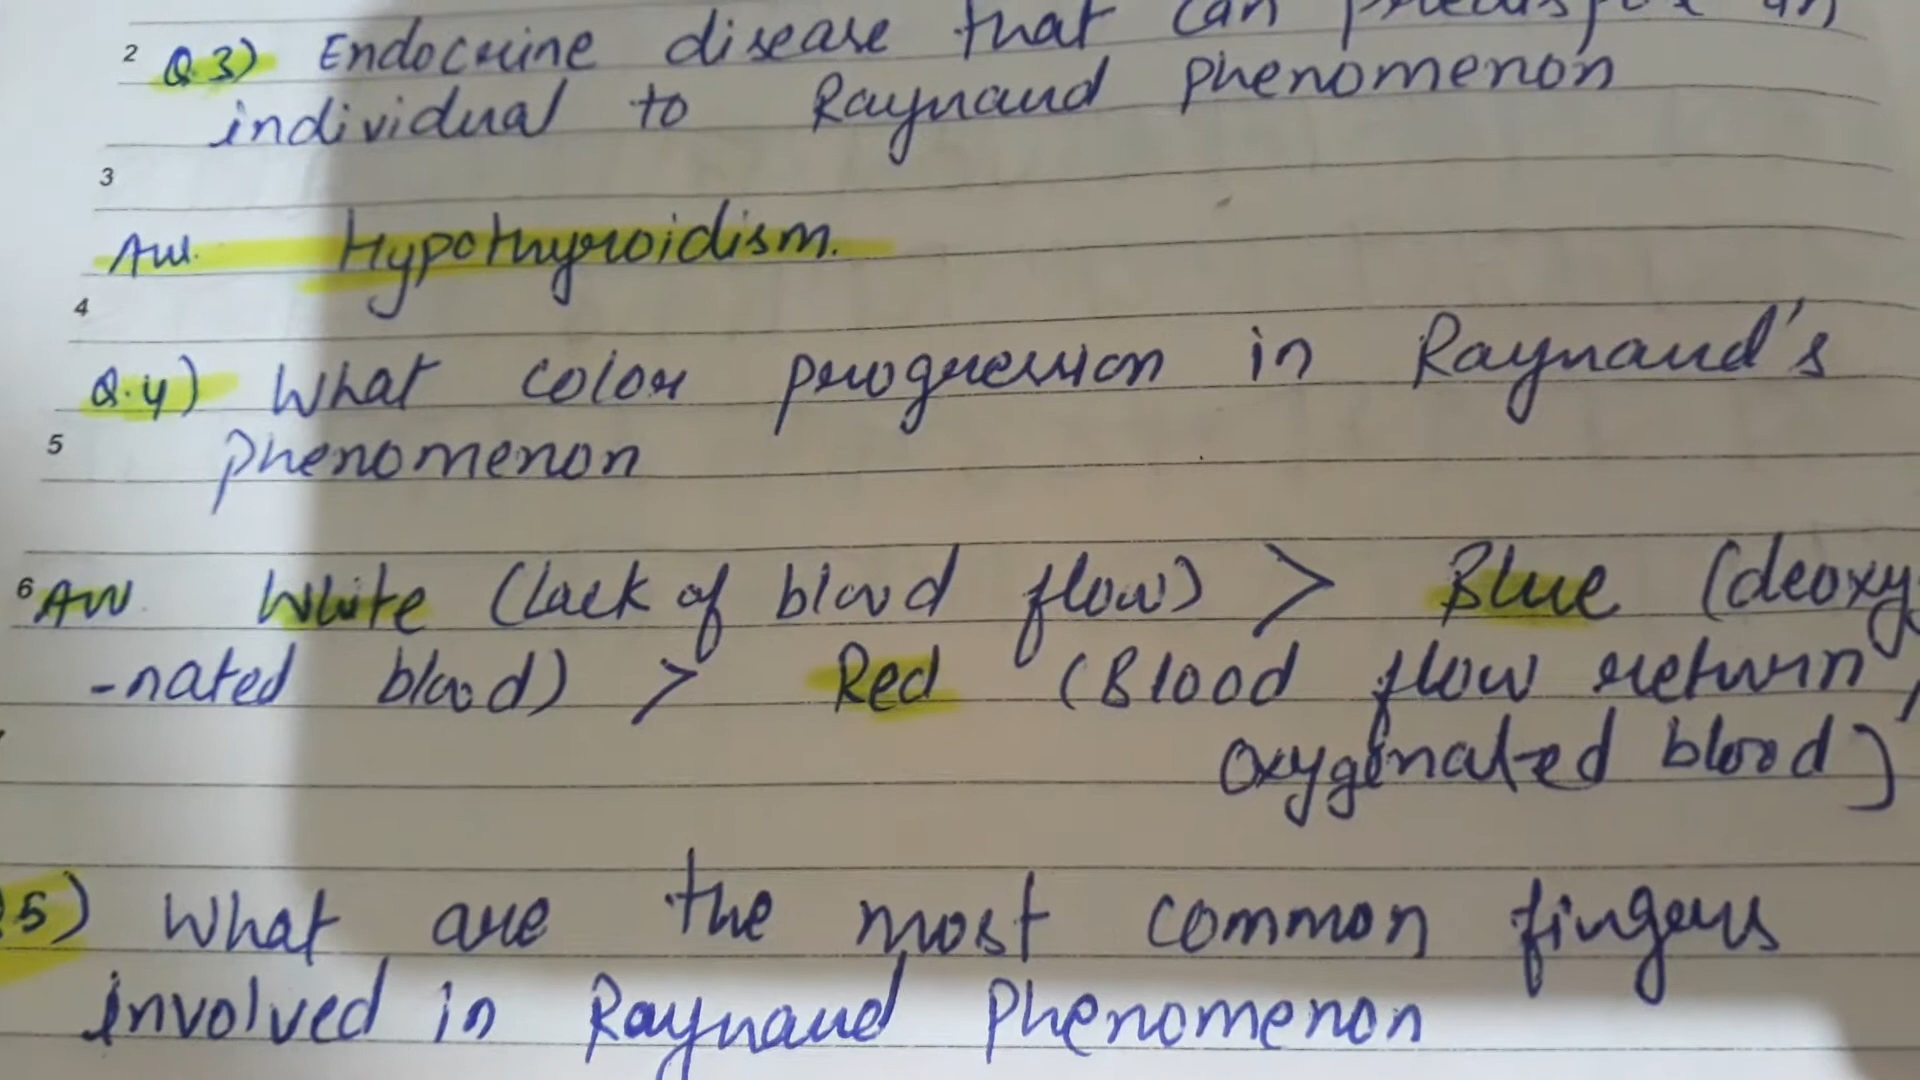 2 Q.3) Endocrine disease that can predispose an
individual to Raynaud phenomenon
3
Aw. Hypothyroidism.
4
Q.4) What color progression in Raynaud's
5 phenomenon
6 Aw White (lack of blood flow) > Blue (deoxy
-nated blood) > Red (Blood flow return,
oxygenated blood)
5) What are the most common fingers
involved in Raynaud Phenomenon